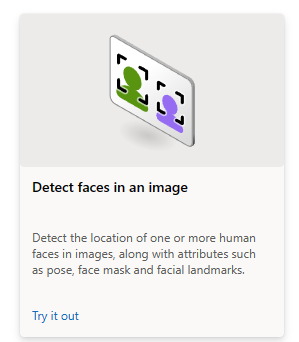 Detect faces in an image
Detect the location of one or more human
faces in images, along with attributes such
as pose, face mask and facial landmarks.
Try it out